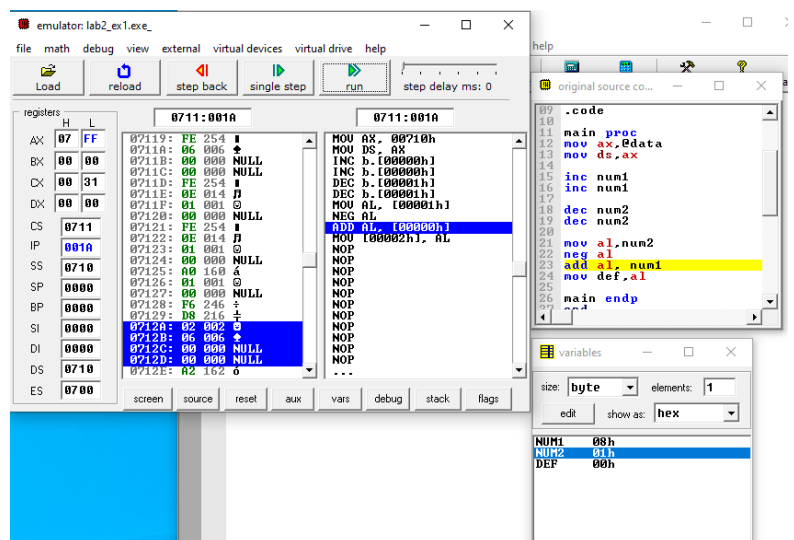 emulator: lab2_ex1.exe_
file math debug view external virtual devices virtual drive help
Load reload step back single step run step delay ms: 0
registers
H L
AX 07 FF
BX 00 00
CX 00 31
DX 00 00
CS 0711
IP 001A
SS 0710
SP 0000
BP 0000
SI 0000
DI 0000
DS 0710
ES 0700
0711:001A
07119: FE 254
0711A: 06 006
0711B: 00 000 NULL
0711C: 00 000 NULL
0711D: FE 254
0711E: 0E 014
0711F: 01 001
07120: 00 000 NULL
07121: FE 254
07122: 0E 014
07123: 01 001
07124: 00 000 NULL
07125: A0 160 á
07126: 01 001
07127: 00 000 NULL
07128: F6 246 ÷
07129: D8 216 ╪
0712A: 02 002
0712B: 06 006
0712C: 00 000 NULL
0712D: 00 000 NULL
0712E: A2 162 ó
0711:001A
MOV AX, 00710h
MOV DS, AX
INC b.[00000h]
INC b.[00000h]
DEC b.[00001h]
DEC b.[00001h]
MOV AL, [00001h]
NEG AL
ADD AL, [00000h]
MOV [00002h], AL
NOP
NOP
NOP
NOP
NOP
NOP
NOP
NOP
NOP
NOP
NOP
...
screen source reset aux vars debug stack flags
help
original source co...
09 .code
10
11 main proc
12 mov ax,@data
13 mov ds,ax
14
15 inc num1
16 inc num1
17
18 dec num2
19 dec num2
20
21 mov al,num2
22 neg al
23 add al, num1
24 mov def,al
25
26 main endp
27 end
variables
size: byte elements: 1
edit show as: hex
NUM1 08h
NUM2 01h
DEF 00h